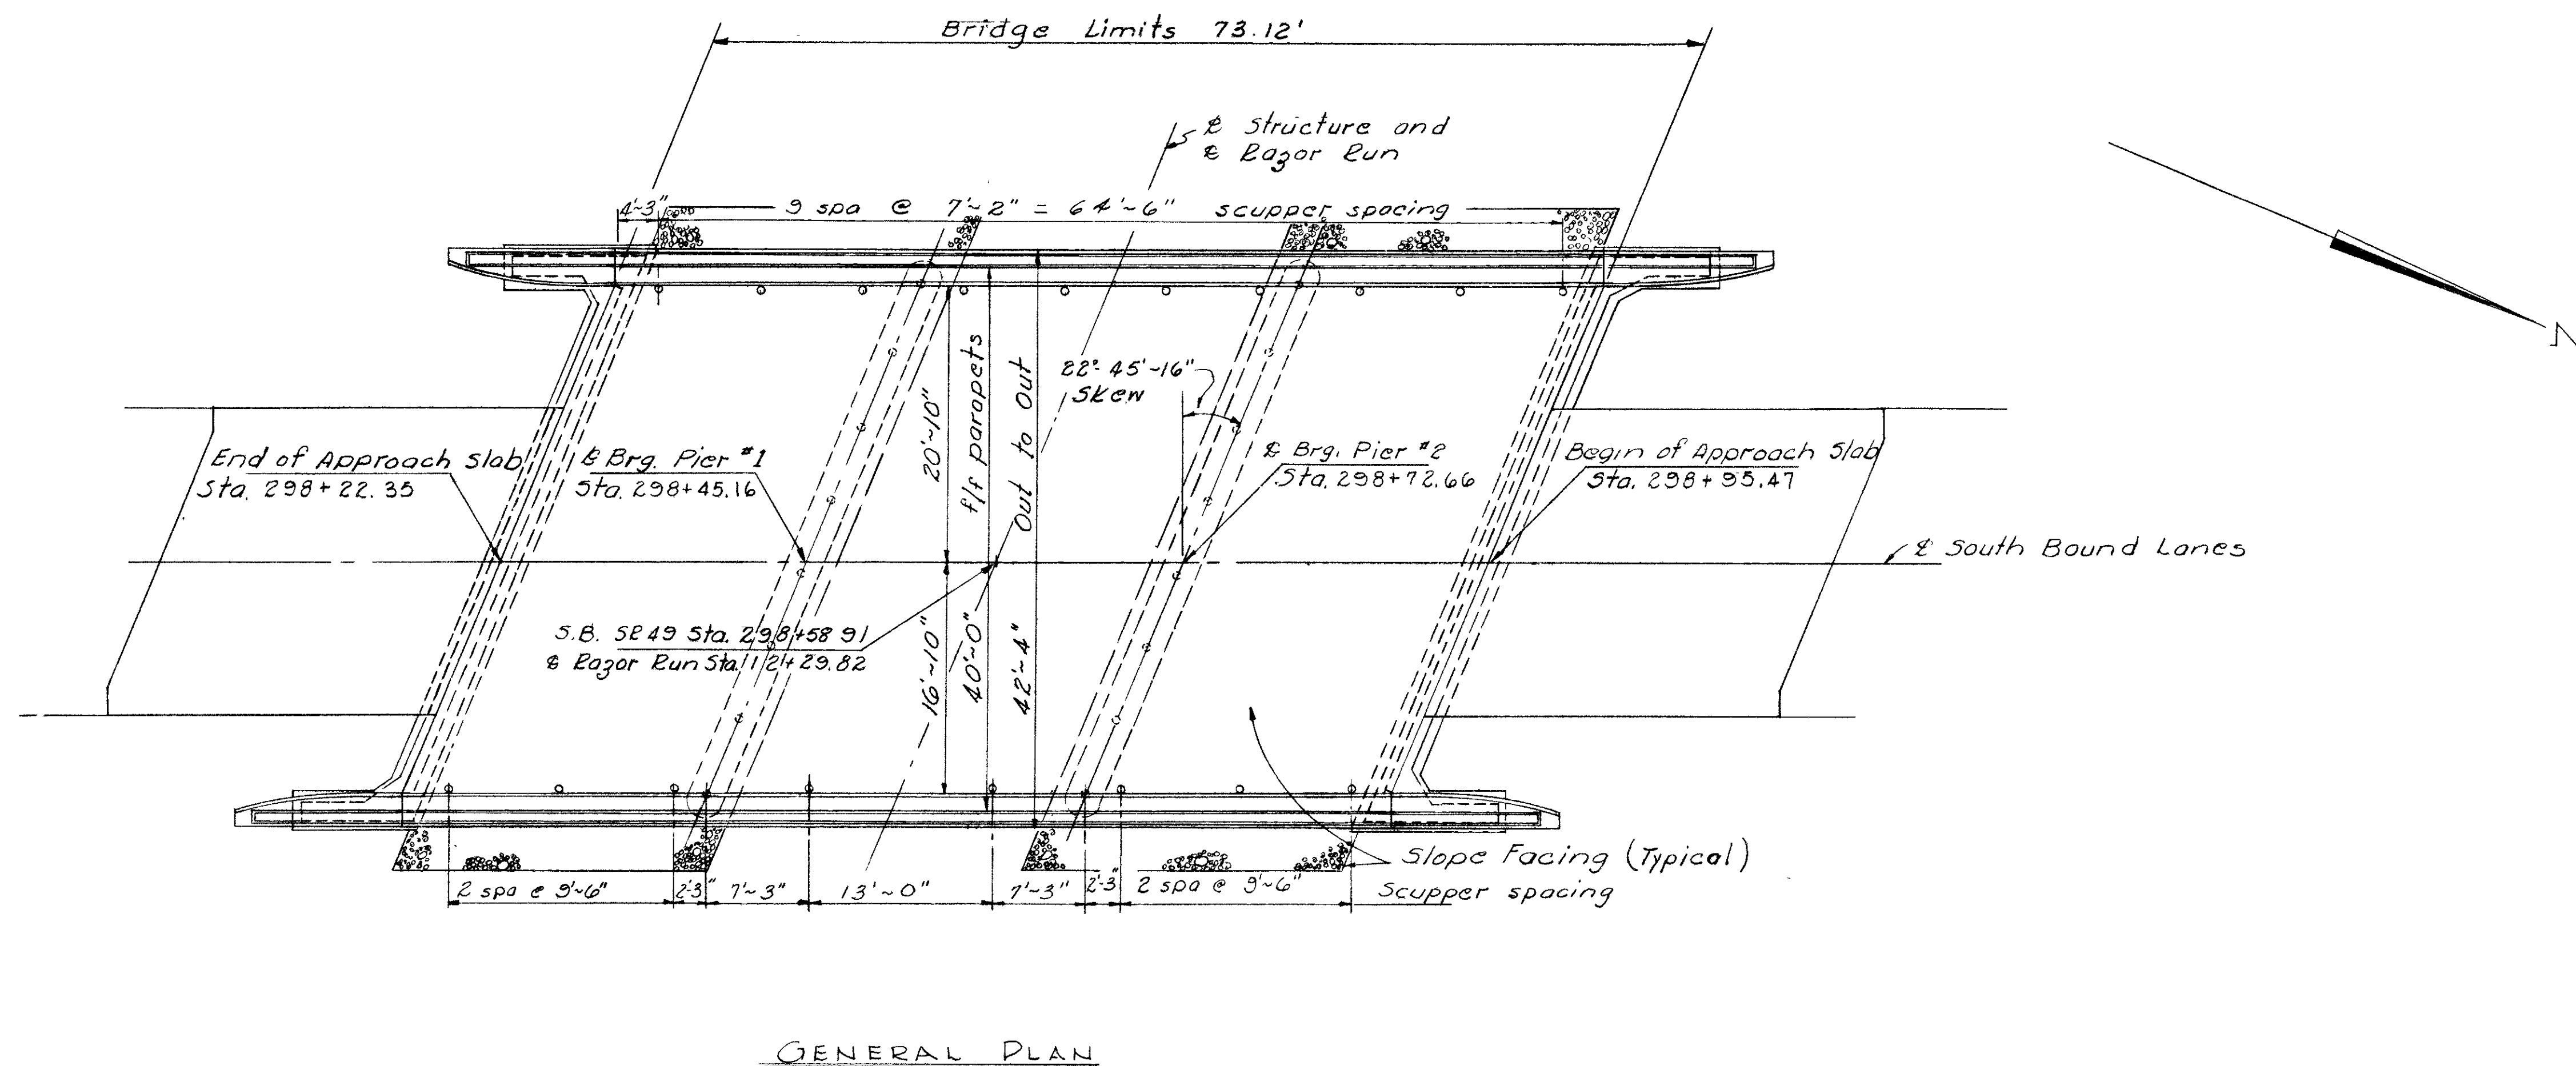 Bridge Limits 73.12'
℄ Structure and
℄ Razor Run
4'~3"
9 spa @ 7'~2" = 64'~6" scupper spacing
N
20'~10"
f/f parapets
Out to Out
22°-45'~16"
Skew
End of Approach Slab
Sta. 298+22.35
℄ Brg. Pier #1
Sta. 298+45.16
℄ Brg. Pier #2
Sta. 298+72.66
Begin of Approach Slab
Sta. 298+95.47
℄ South Bound Lanes
S.B. SR 49 Sta. 298+58 91
℄ Razor Run Sta. 112+29.82
16'~10"
40'~0"
42'~4"
Slope Facing (Typical)
2 spa @ 9'~6"
2'-3"
7'~3"
13'~0"
7'~3"
2'-3"
2 spa @ 9'~6"
Scupper spacing
GENERAL PLAN